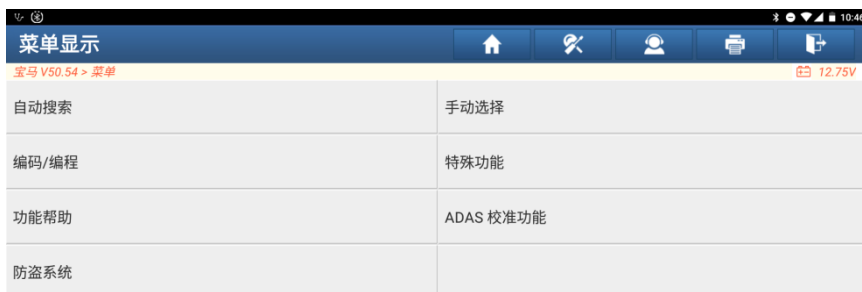 10:46
菜单显示
宝马 V50.54 > 菜单 12.75V
自动搜索 手动选择
编码/编程 特殊功能
功能帮助 ADAS 校准功能
防盗系统